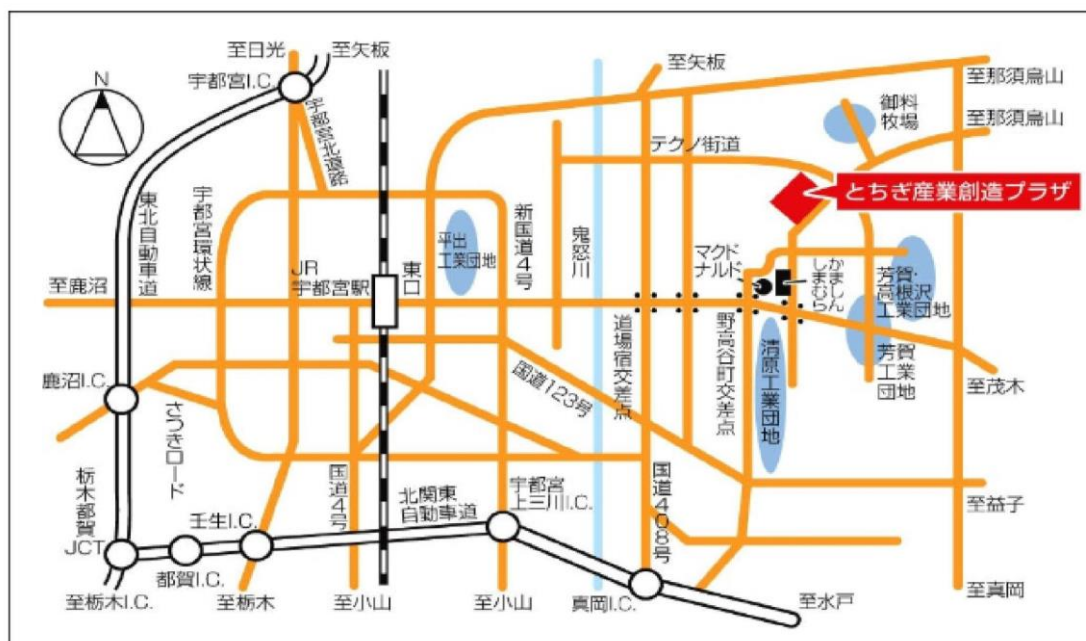 至日光
至矢板
宇都宮I.C.
N
宇都宮北道路
至矢板
至那須烏山
御料
牧場
至那須烏山
テクノ街道
とちぎ産業創造プラザ
東北自動車道
宇都宮環状線
平出
工業団地
新国道4号
鬼怒川
マクド
ナルド
かましん
しまむら
芳賀・
高根沢
工業団地
至鹿沼
JR
宇都宮駅
東口
道場宿交差点
野高谷町交差点
清原工業団地
芳賀
工業
団地
至茂木
鹿沼I.C.
さつきロード
国道123号
栃木都賀
JCT
壬生I.C.
都賀I.C.
国道4号
北関東
自動車道
宇都宮
上三川I.C.
国道408号
至益子
至栃木I.C.
至栃木
至小山
至小山
真岡I.C.
至水戸
至真岡